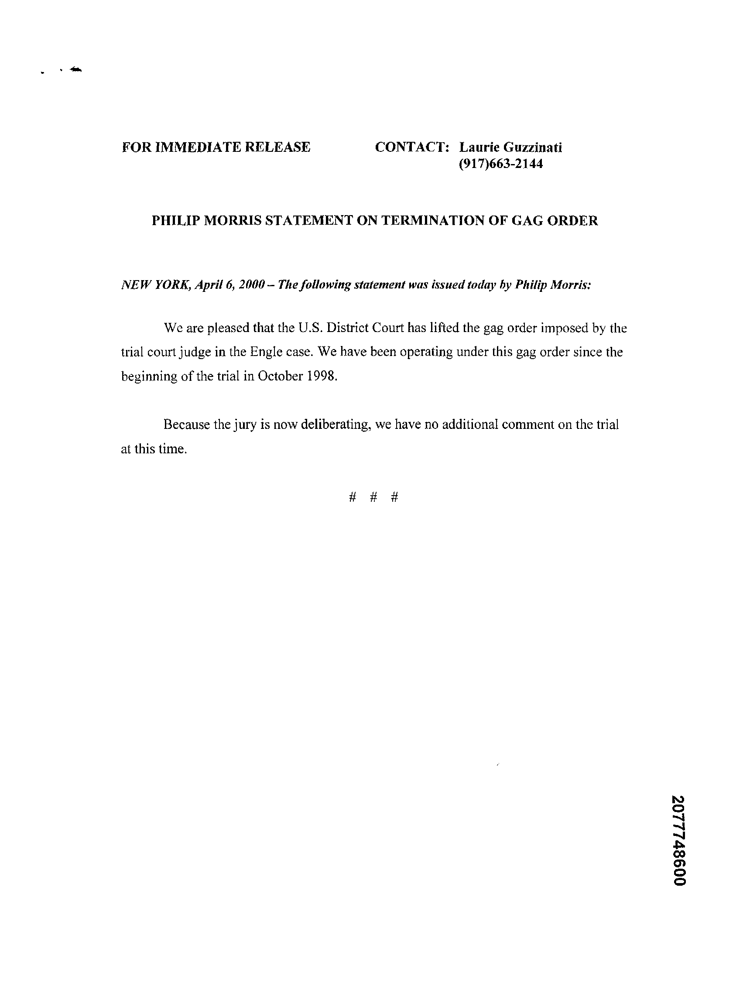 FOR IMMEDIATE RELEASE CONTACT: Laurie Guzzinati
(917)663-2144
PHILIP MORRIS STATEMENT ON TERMINATION OF GAG ORDER
NEW YORK, April 6, 2000 – The following statement was issued today by Philip Morris:
We are pleased that the U.S. District Court has lifted the gag order imposed by the
trial court judge in the Engle case. We have been operating under this gag order since the
beginning of the trial in October 1998.
Because the jury is now deliberating, we have no additional comment on the trial
at this time.
# # #
2077748600